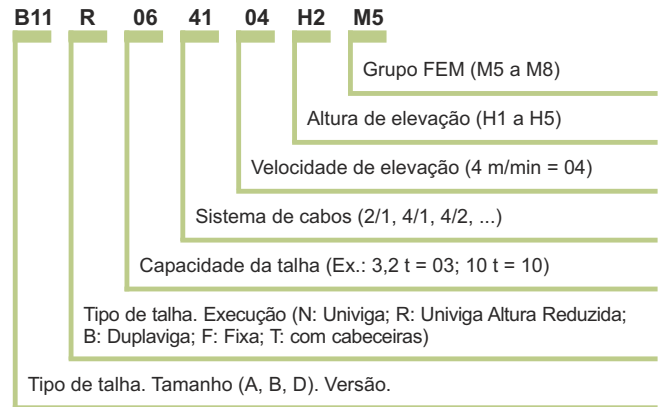 B11 R 06 41 04 H2 M5
Grupo FEM (M5 a M8)
Altura de elevação (H1 a H5)
Velocidade de elevação (4 m/min = 04)
Sistema de cabos (2/1, 4/1, 4/2, ...)
Capacidade da talha (Ex.: 3,2 t = 03; 10 t = 10)
Tipo de talha. Execução (N: Univiga; R: Univiga Altura Reduzida;
B: Duplaviga; F: Fixa; T: com cabeceiras)
Tipo de talha. Tamanho (A, B, D). Versão.